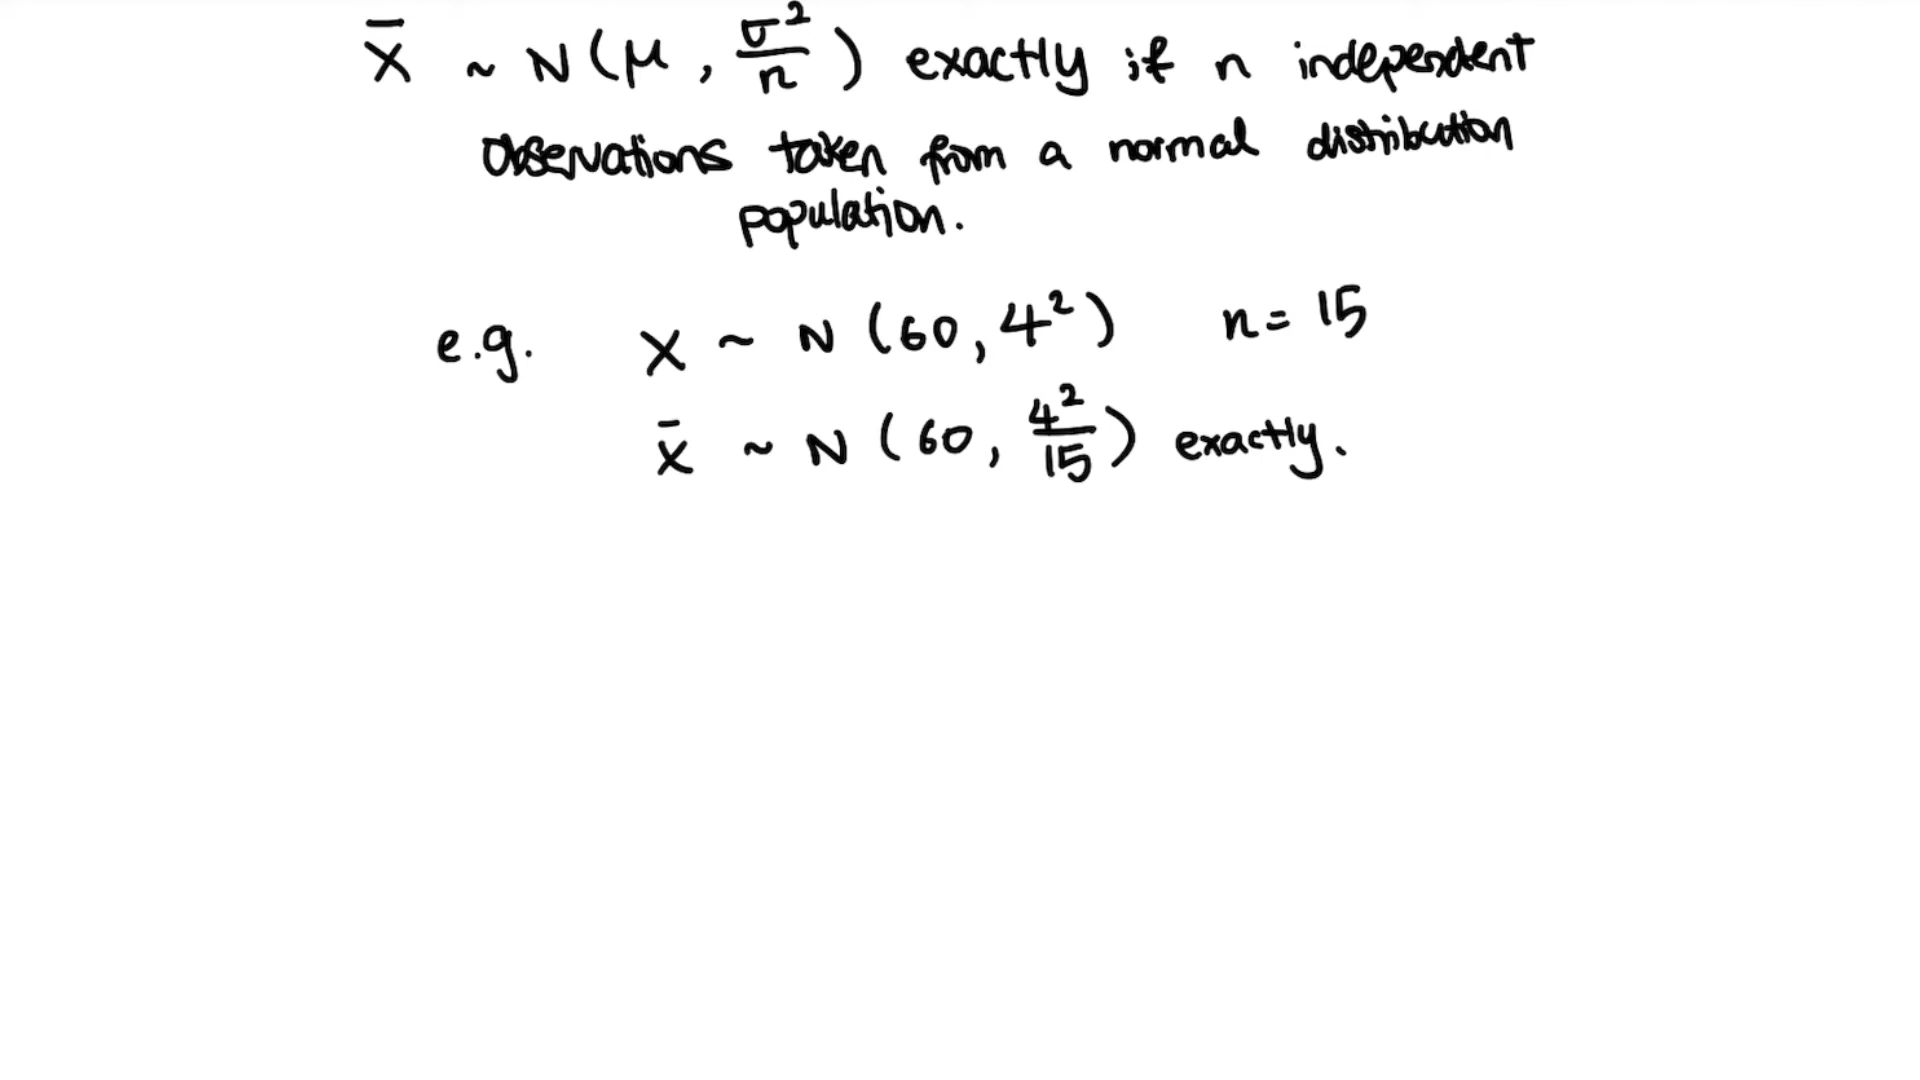 X̄ ~ N(μ, σ²/n) exactly if n independent
observations taken from a normal distribution
population.
e.g. X ~ N(60, 4²) n = 15
X̄ ~ N(60, 4²/15) exactly.